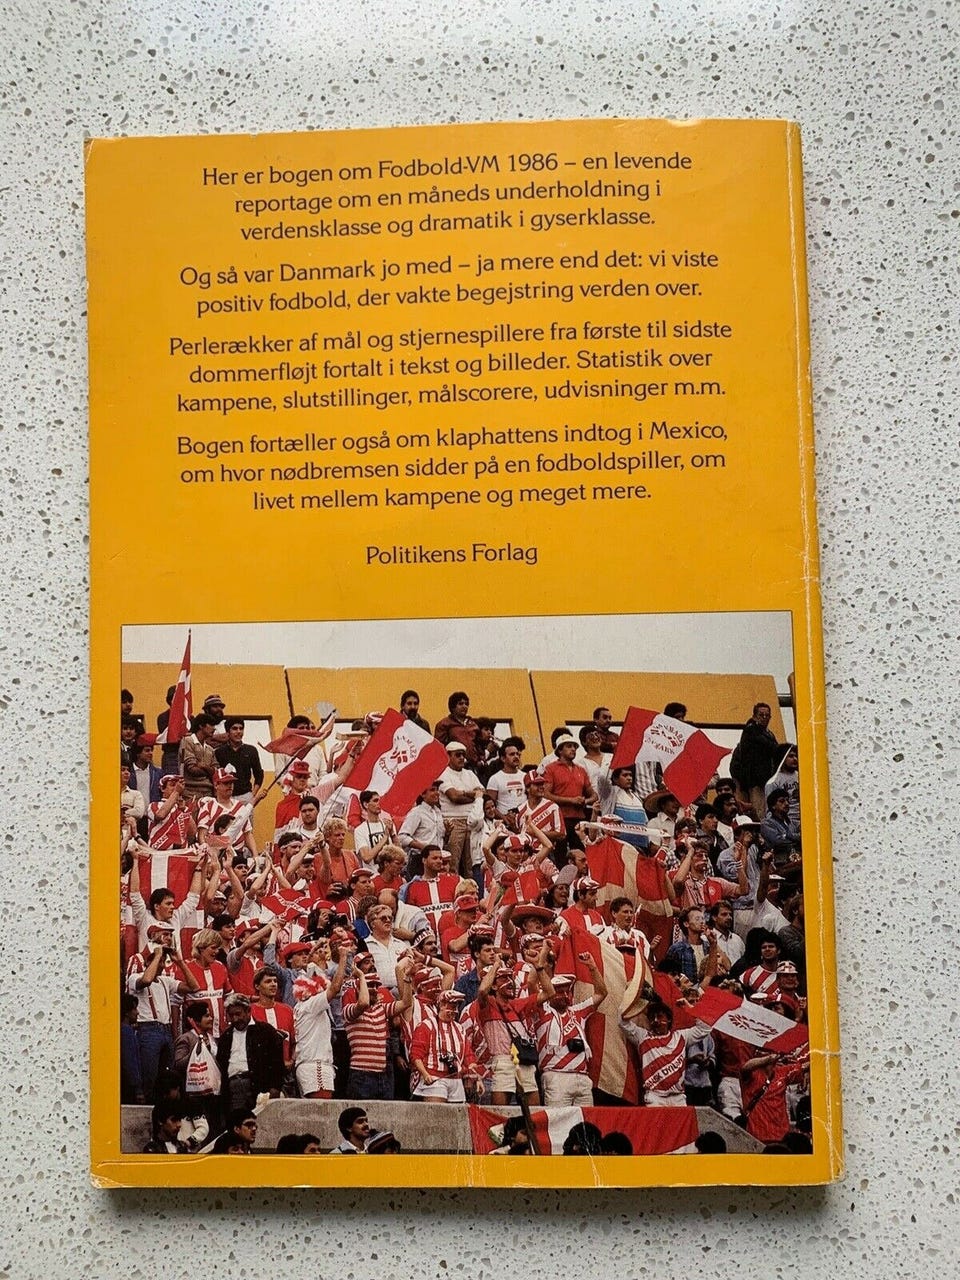 Her er bogen om Fodbold-VM 1986 – en levende
reportage om en måneds underholdning i
verdensklasse og dramatik i gyserklasse.
Og så var Danmark jo med – ja mere end det: vi viste
positiv fodbold, der vakte begejstring verden over.
Perlerækker af mål og stjernespillere fra første til sidste
dommerfløjt fortalt i tekst og billeder. Statistik over
kampene, slutstillinger, målscorere, udvisninger m.m.
Bogen fortæller også om klaphattens indtog i Mexico,
om hvor nødbremsen sidder på en fodboldspiller, om
livet mellem kampene og meget mere.
Politikens Forlag
DANMARK